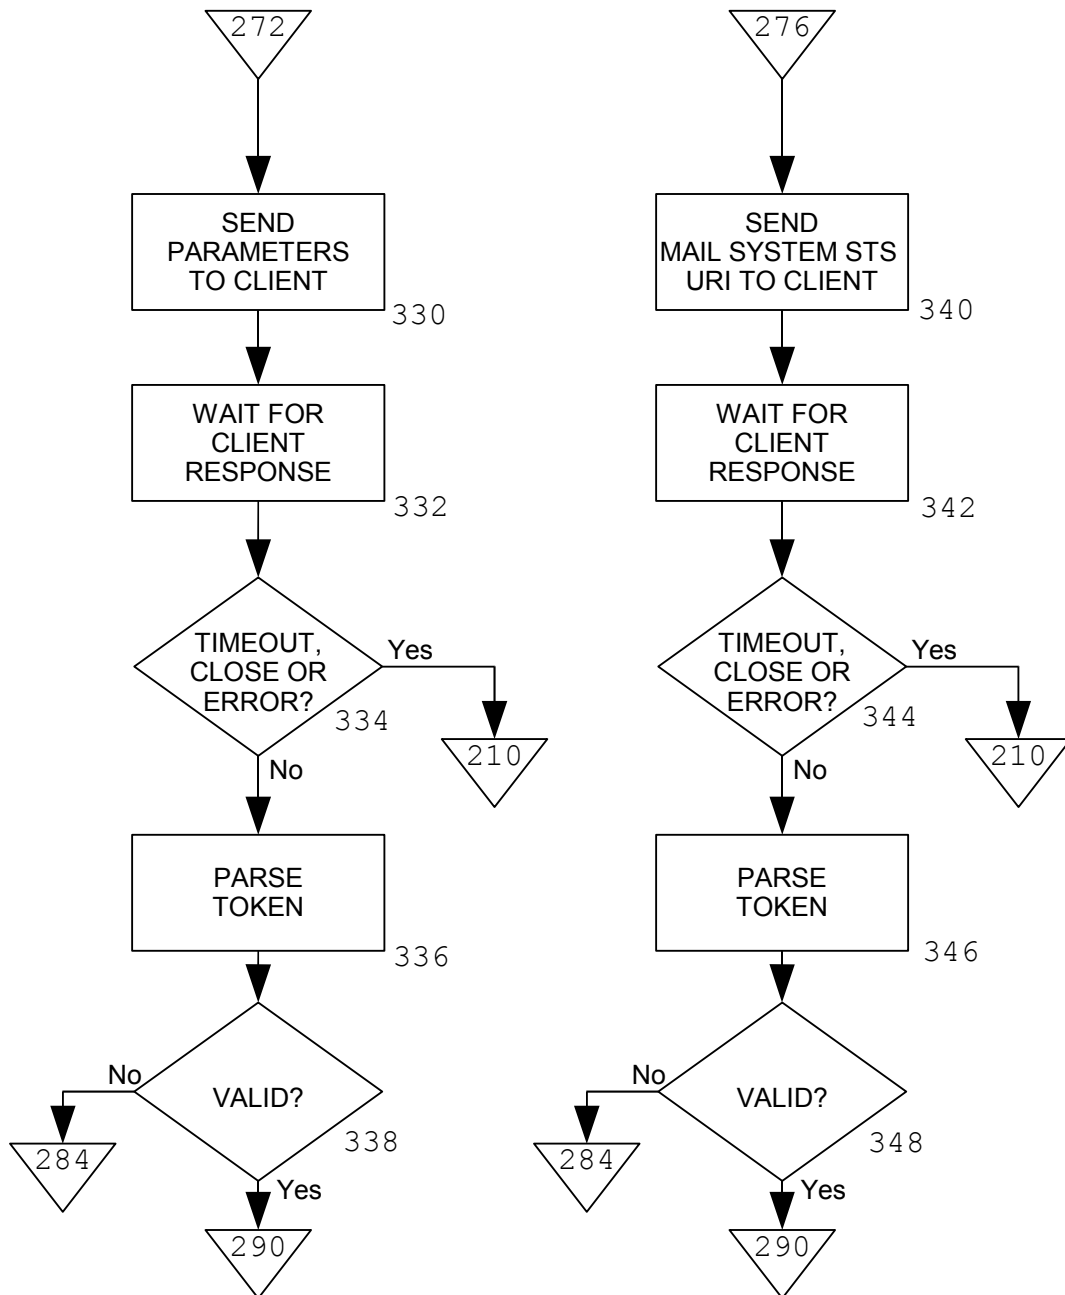 272
SEND
PARAMETERS
TO CLIENT
330
WAIT FOR
CLIENT
RESPONSE
332
TIMEOUT,
CLOSE OR
ERROR?
334
Yes
210
No
PARSE
TOKEN
336
VALID?
338
No
284
Yes
290
276
SEND
MAIL SYSTEM STS
URI TO CLIENT
340
WAIT FOR
CLIENT
RESPONSE
342
TIMEOUT,
CLOSE OR
ERROR?
344
Yes
210
No
PARSE
TOKEN
346
VALID?
348
No
284
Yes
290